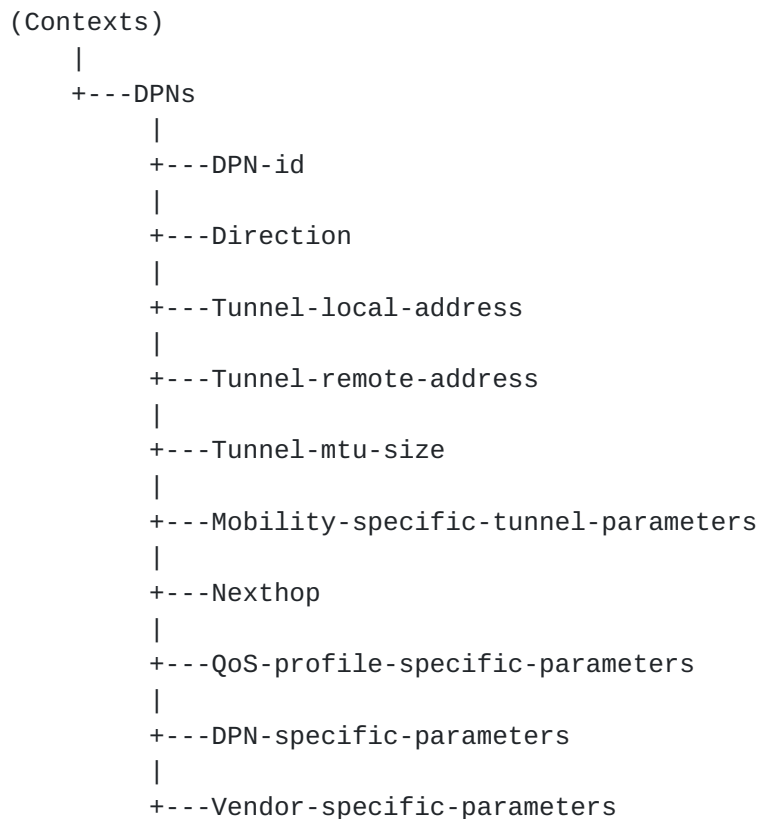 (Contexts)
    |
    +---DPNs
         |
         +---DPN-id
         |
         +---Direction
         |
         +---Tunnel-local-address
         |
         +---Tunnel-remote-address
         |
         +---Tunnel-mtu-size
         |
         +---Mobility-specific-tunnel-parameters
         |
         +---Nexthop
         |
         +---QoS-profile-specific-parameters
         |
         +---DPN-specific-parameters
         |
         +---Vendor-specific-parameters